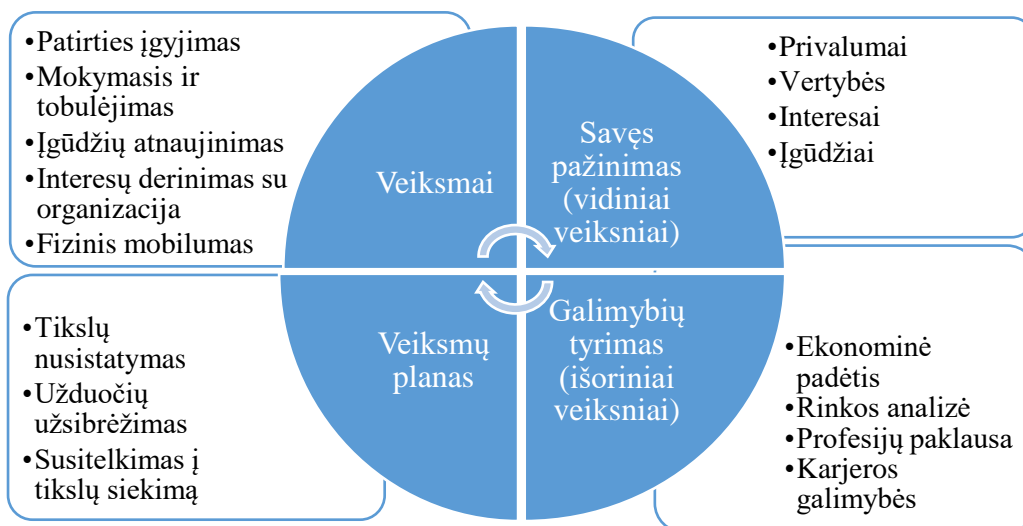 •Patirties įgyjimas
•Mokymasis ir
tobulėjimas
•Įgūdžių atnaujinimas
•Interesų derinimas su
organizacija
•Fizinis mobilumas
Veiksmai
Savęs
pažinimas
(vidiniai
veiksniai)
•Privalumai
•Vertybės
•Interesai
•Įgūdžiai
•Tikslų
nusistatymas
•Užduočių
užsibrėžimas
•Susitelkimas į
tikslų siekimą
Veiksmų
planas
Galimybių
tyrimas
(išoriniai
veiksniai)
•Ekonominė
padėtis
•Rinkos analizė
•Profesijų paklausa
•Karjeros
galimybės